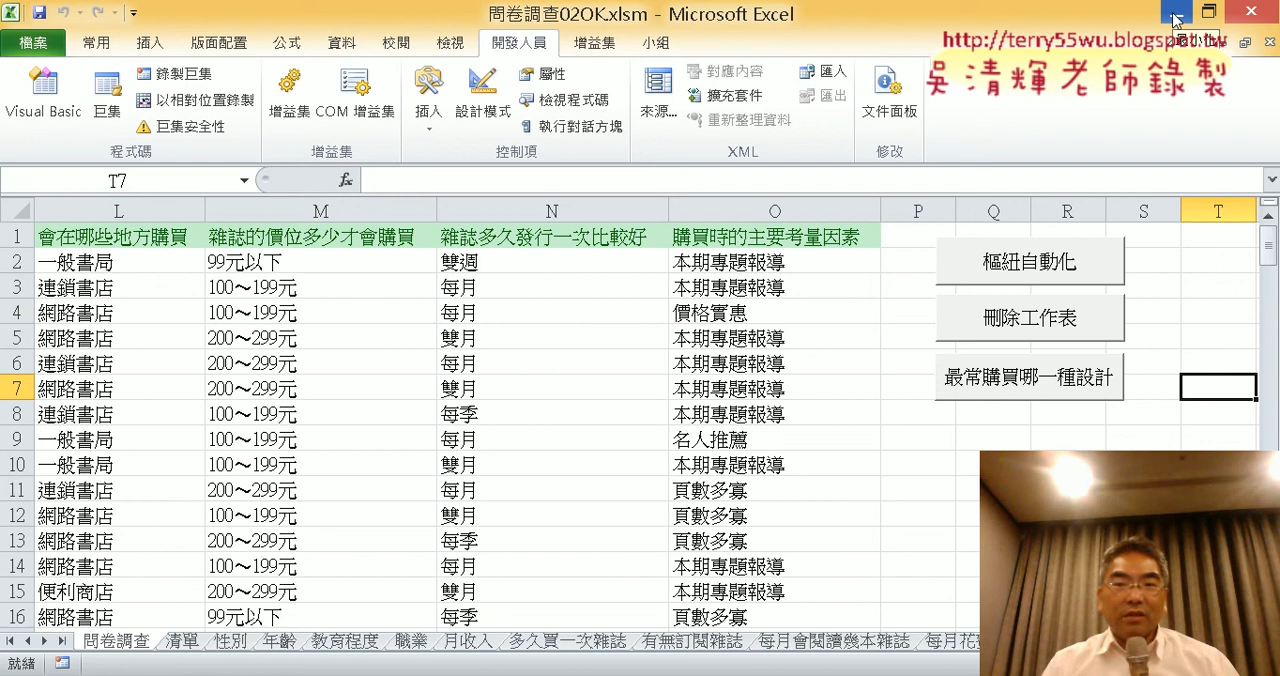 問卷調查02OK.xlsm - Microsoft Excel
http://terry55wu.blogspot.tw
吳清輝老師錄製
檔案 常用 插入 版面配置 公式 資料 校閱 檢視 開發人員 增益集 小組
Visual Basic 巨集 錄製巨集 以相對位置錄製 巨集安全性 程式碼
增益集 COM 增益集 增益集
插入 設計模式 屬性 檢視程式碼 執行對話方塊 控制項
來源... 對應內容 擴充套件 重新整理資料 匯入 匯出 XML
文件面板 修改
T7 fx
L M N O P Q R S T
1 會在哪些地方購買 雜誌的價位多少才會購買 雜誌多久發行一次比較好 購買時的主要考量因素
2 一般書局 99元以下 雙週 本期專題報導
3 連鎖書店 100~199元 每月 本期專題報導
4 網路書店 100~199元 每月 價格實惠
5 網路書店 200~299元 雙月 本期專題報導
6 連鎖書店 200~299元 每月 本期專題報導
7 網路書店 200~299元 雙月 本期專題報導
8 連鎖書店 100~199元 每季 本期專題報導
9 一般書局 100~199元 每月 名人推薦
10 一般書局 100~199元 雙月 本期專題報導
11 連鎖書店 200~299元 每月 頁數多寡
12 網路書店 100~199元 雙月 頁數多寡
13 網路書店 200~299元 每季 頁數多寡
14 網路書店 100~199元 每月 本期專題報導
15 便利商店 200~299元 雙月 本期專題報導
16 網路書店 99元以下 每季 頁數多寡
樞紐自動化
刪除工作表
最常購買哪一種設計
問卷調查 清單 性別 年齡 教育程度 職業 月收入 多久買一次雜誌 有無訂閱雜誌 每月會閱讀幾本雜誌 每月花
就緒